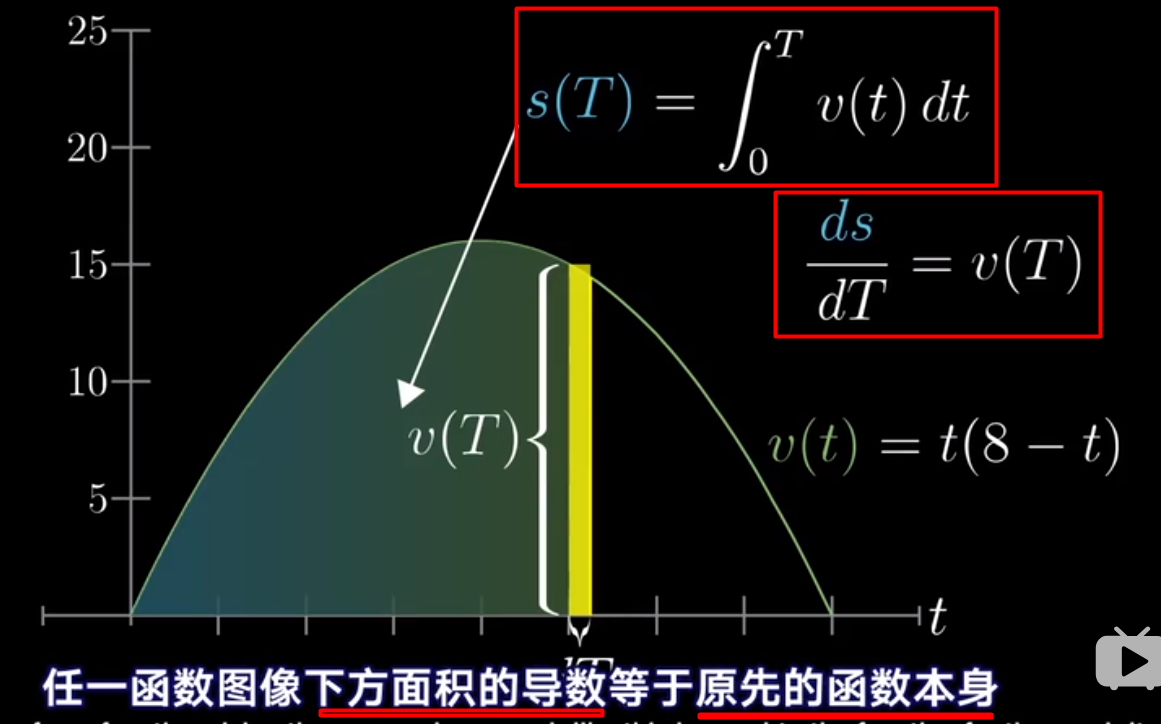 25
s(T) = ∫₀ᵀ v(t) dt
20
ds/dT = v(T)
15
10
v(T)
v(t) = t(8 − t)
5
t
dT
任一函数图像下方面积的导数等于原先的函数本身